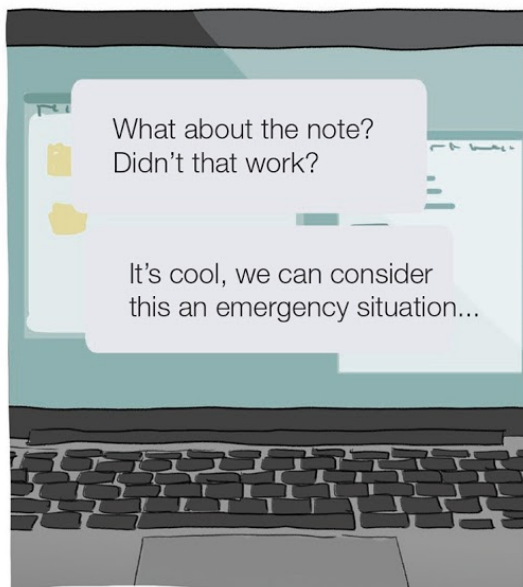 What about the note?
Didn't that work?
It's cool, we can consider
this an emergency situation...